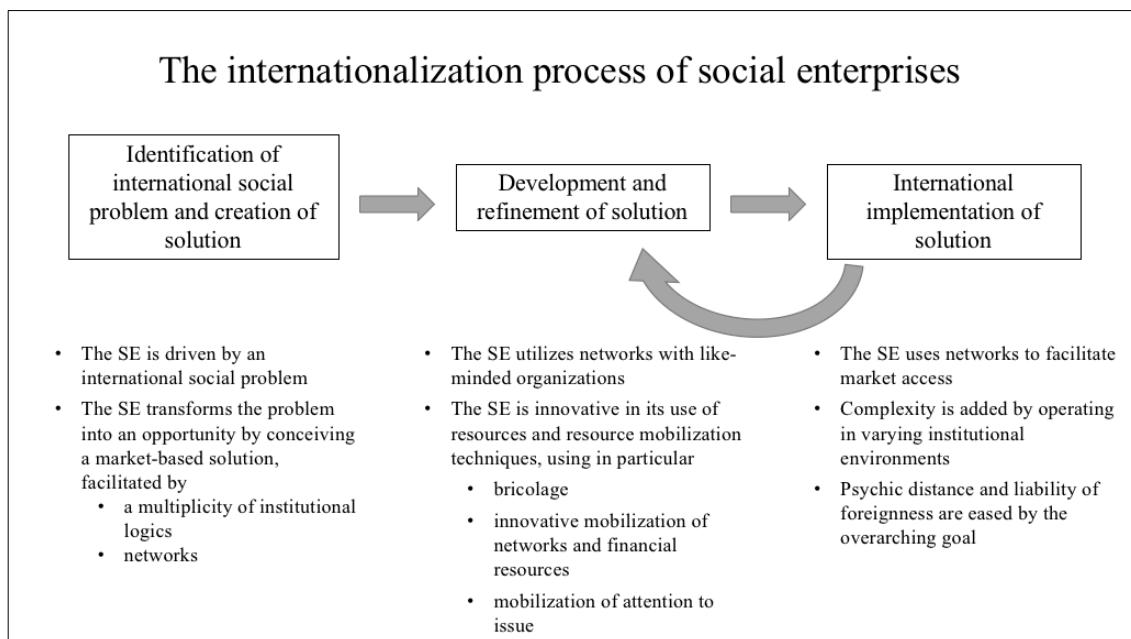 The internationalization process of social enterprises
Identification of
international social
problem and creation of
solution
Development and
refinement of solution
International
implementation of
solution
• The SE is driven by an
international social problem
• The SE transforms the problem
into an opportunity by conceiving
a market-based solution,
facilitated by
• a multiplicity of institutional
logics
• networks
• The SE utilizes networks with like-
minded organizations
• The SE is innovative in its use of
resources and resource mobilization
techniques, using in particular
• bricolage
• innovative mobilization of
networks and financial
resources
• mobilization of attention to
issue
• The SE uses networks to facilitate
market access
• Complexity is added by operating
in varying institutional
environments
• Psychic distance and liability of
foreignness are eased by the
overarching goal